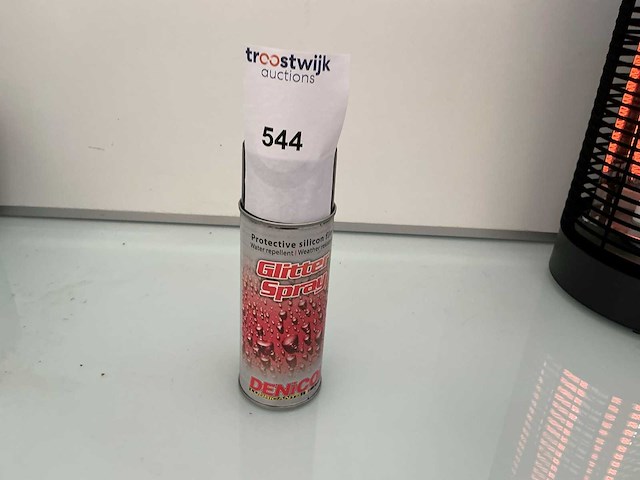 troostwijk
auctions
544
Protective silicon
Water repellent | Weather
Glitter
Spray
DENICO